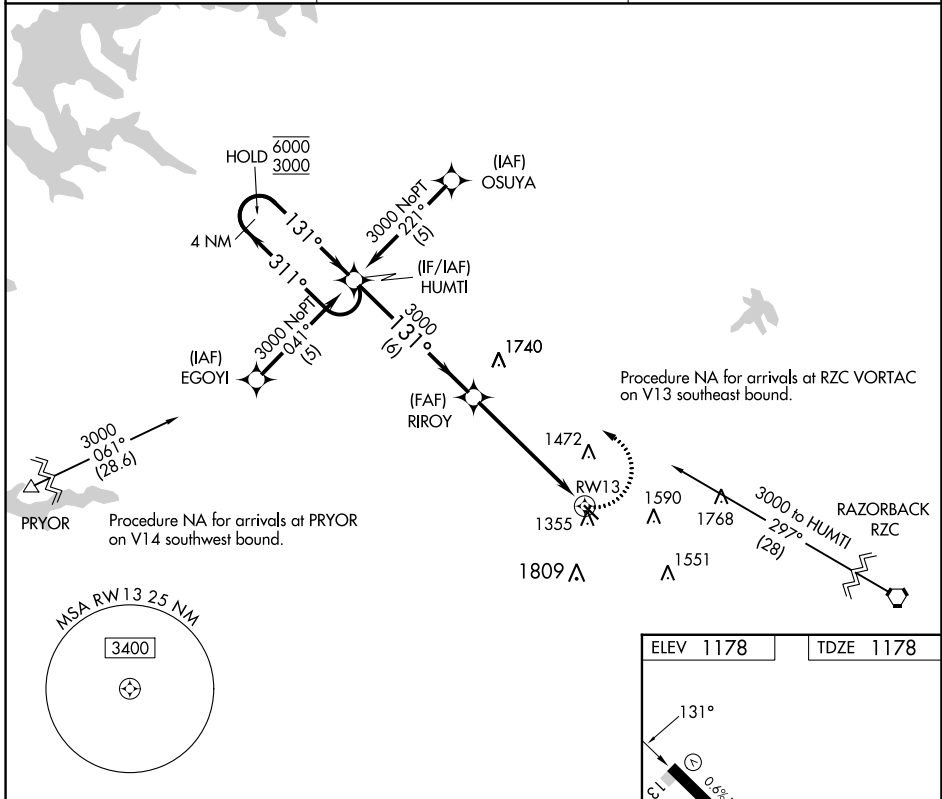 HOLD 6000
3000
(IAF)
OSUYA
3000 NoPT
221°
(5)
4 NM
131°
311°
(IF/IAF)
HUMTI
3000 NoPT
041°
(5)
(IAF)
EGOYI
3000
131°
(6)
1740
(FAF)
RIROY
Procedure NA for arrivals at RZC VORTAC
on V13 southeast bound.
3000
061°
(28.6)
PRYOR
Procedure NA for arrivals at PRYOR
on V14 southwest bound.
1472
RW13
1355
1590
1768
3000 to HUMTI
297°
(28)
RAZORBACK
RZC
1809
1551
MSA RW13 25 NM
3400
ELEV 1178
TDZE 1178
131°
V
13
0.6%